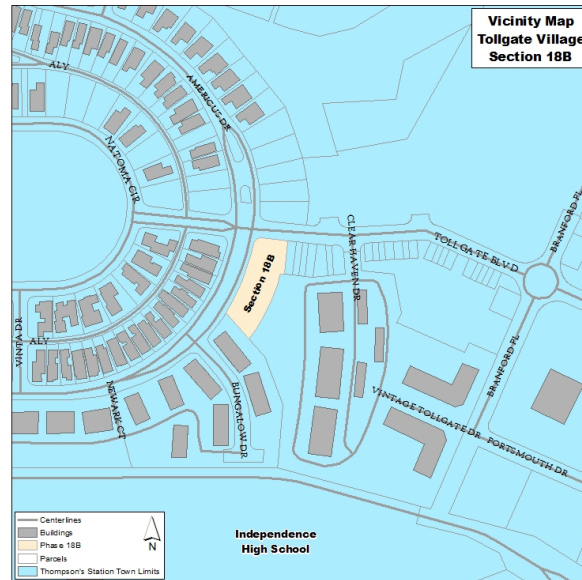 Vicinity Map
Tollgate Village
Section 18B
ALY
AMERICUS DR
NATOMA CIR
BRANFORD PL
CLEAR HAVEN DR
TOLLGATE BLVD
Section 18B
VINTA DR
ALY
BRANFORD PL
NEWARK CT
BUNGALOW DR
VINTAGE TOLLGATE DR
PORTSMOUTH DR
Centerlines
Buildings
Phase 18B
Parcels
Thompson's Station Town Limits
N
Independence
High School